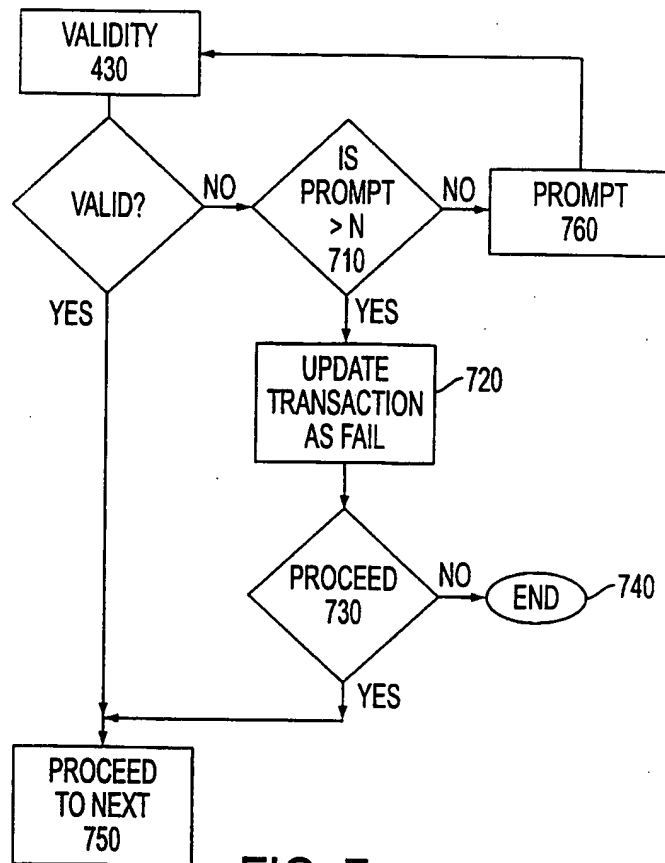 VALIDITY
430
VALID?
NO
IS
PROMPT
> N
710
NO
PROMPT
760
YES
YES
UPDATE
TRANSACTION
AS FAIL
720
PROCEED
730
NO
END
740
YES
PROCEED
TO NEXT
750